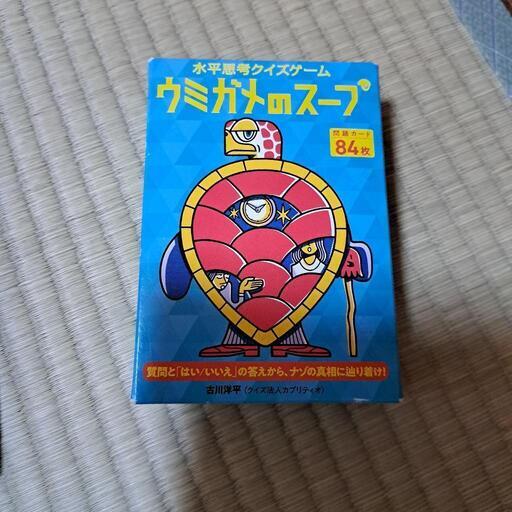 水平思考クイズゲーム
ウミガメのスープ
問題カード
84枚
質問と「はい/いいえ」の答えから、ナゾの真相に辿り着け!
古川洋平(クイズ法人カプリティオ)